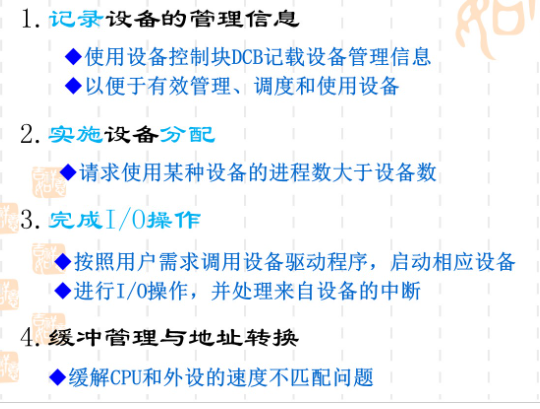 1.记录设备的管理信息
◆使用设备控制块DCB记载设备管理信息
◆以便于有效管理、调度和使用设备
2.实施设备分配
◆请求使用某种设备的进程数大于设备数
3.完成I/O操作
◆按照用户需求调用设备驱动程序，启动相应设备
◆进行I/O操作，并处理来自设备的中断
4.缓冲管理与地址转换
◆缓解CPU和外设的速度不匹配问题